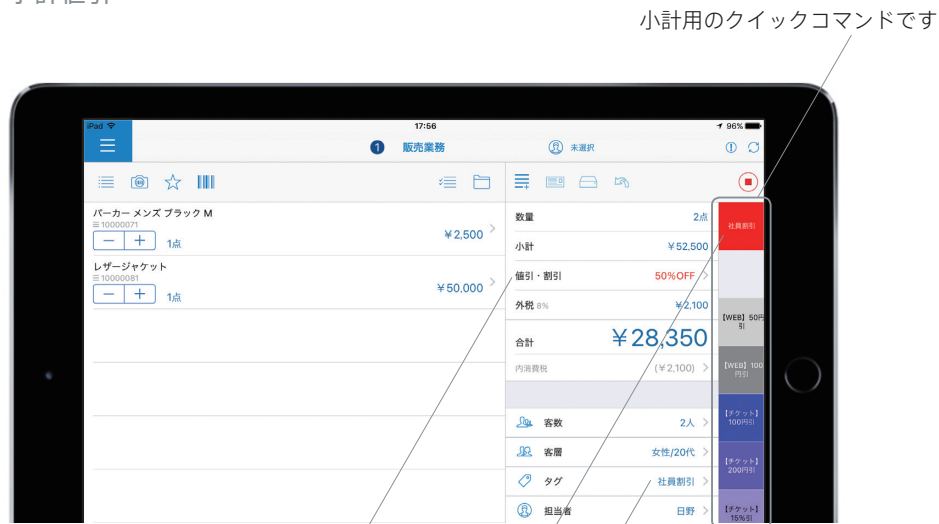 小計用のクイックコマンドです
iPad 17:56 96%
1 販売業務 未選択
パーカー メンズ ブラック M
10000071
1点
¥2,500
レザージャケット
10000081
1点
¥50,000
数量 2点
小計 ¥52,500
値引・割引 50%OFF
外税 8% ¥2,100
合計 ¥28,350
内消費税 (¥2,100)
客数 2人
客層 女性/20代
タグ 社員割引
担当者 日野
社員割引
【WEB】50円
引
【WEB】100
円引
【チケット】
100円引
【チケット】
200円引
【チケット】
15%引